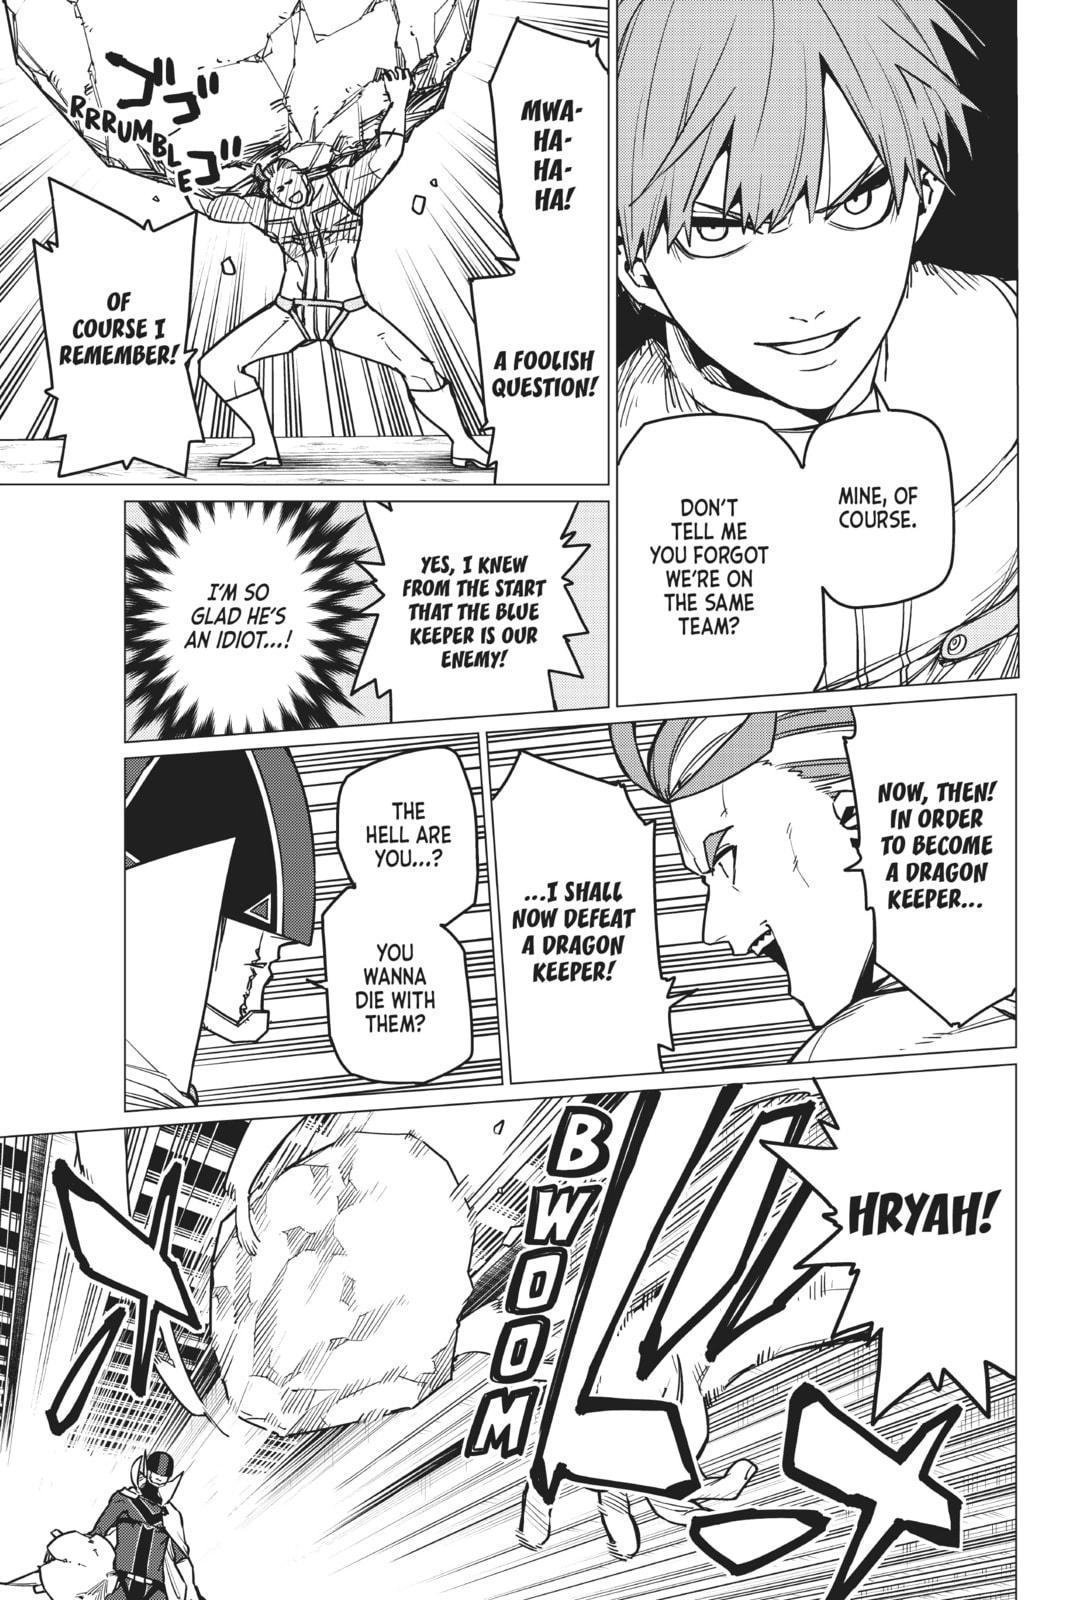 MINE, OF
COURSE.
DON'T
TELL ME
YOU FORGOT
WE'RE ON
THE SAME
TEAM?
MWA-
HA-
HA-
HA!
A FOOLISH
QUESTION!
ゴゴゴ
RRRUMBLE
OF
COURSE I
REMEMBER!
YES, I KNEW
FROM THE START
THAT THE BLUE
KEEPER IS OUR
ENEMY!
I'M SO
GLAD HE'S
AN IDIOT...!
NOW, THEN!
IN ORDER
TO BECOME
A DRAGON
KEEPER...
...I SHALL
NOW DEFEAT
A DRAGON
KEEPER!
THE
HELL ARE
YOU...?
YOU
WANNA
DIE WITH
THEM?
HRYAH!
BWOOM